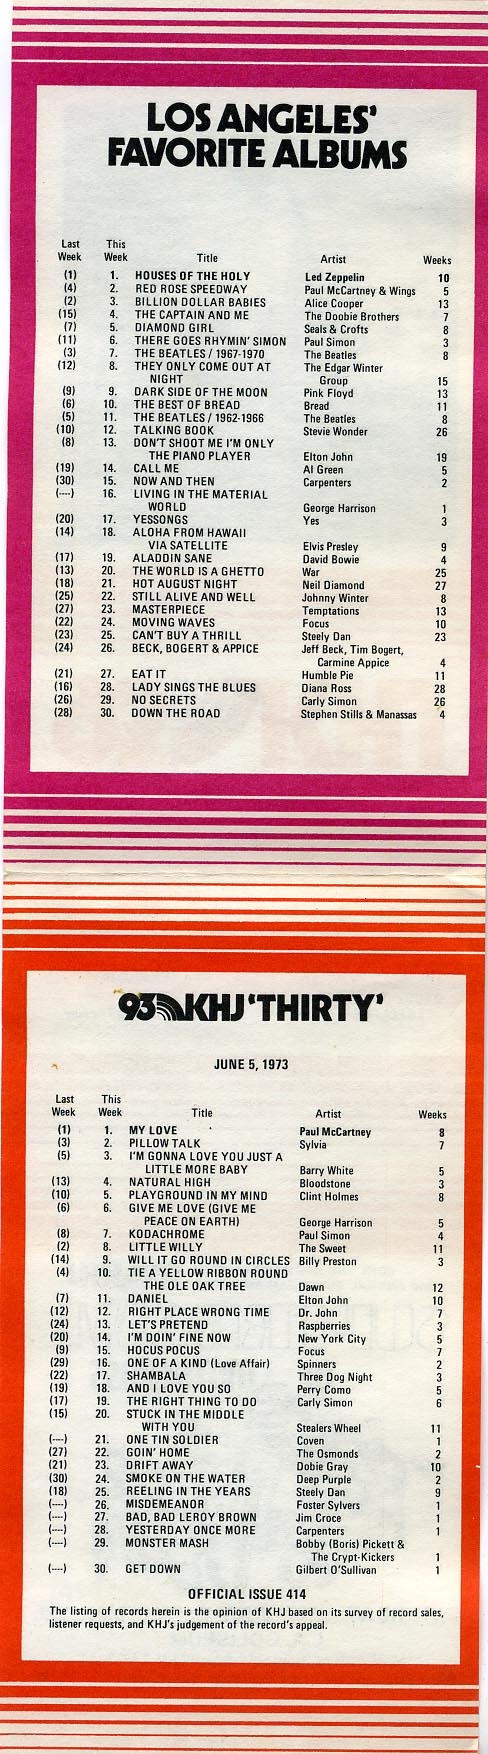 LOS ANGELES'
FAVORITE ALBUMS
Last This
Week Week Title Artist Weeks
(1) 1. HOUSES OF THE HOLY Led Zeppelin 10
(4) 2. RED ROSE SPEEDWAY Paul McCartney & Wings 5
(2) 3. BILLION DOLLAR BABIES Alice Cooper 13
(15) 4. THE CAPTAIN AND ME The Doobie Brothers 7
(7) 5. DIAMOND GIRL Seals & Crofts 8
(11) 6. THERE GOES RHYMIN' SIMON Paul Simon 3
(3) 7. THE BEATLES / 1967-1970 The Beatles 8
(12) 8. THEY ONLY COME OUT AT The Edgar Winter
NIGHT Group 15
(9) 9. DARK SIDE OF THE MOON Pink Floyd 13
(6) 10. THE BEST OF BREAD Bread 11
(5) 11. THE BEATLES / 1962-1966 The Beatles 8
(10) 12. TALKING BOOK Stevie Wonder 26
(8) 13. DON'T SHOOT ME I'M ONLY
THE PIANO PLAYER Elton John 19
(19) 14. CALL ME Al Green 5
(30) 15. NOW AND THEN Carpenters 2
(----) 16. LIVING IN THE MATERIAL
WORLD George Harrison 1
(20) 17. YESSONGS Yes 3
(14) 18. ALOHA FROM HAWAII
VIA SATELLITE Elvis Presley 9
(17) 19. ALADDIN SANE David Bowie 4
(13) 20. THE WORLD IS A GHETTO War 25
(18) 21. HOT AUGUST NIGHT Neil Diamond 27
(25) 22. STILL ALIVE AND WELL Johnny Winter 8
(27) 23. MASTERPIECE Temptations 13
(22) 24. MOVING WAVES Focus 10
(23) 25. CAN'T BUY A THRILL Steely Dan 23
(24) 26. BECK, BOGERT & APPICE Jeff Beck, Tim Bogert,
Carmine Appice 4
(21) 27. EAT IT Humble Pie 11
(16) 28. LADY SINGS THE BLUES Diana Ross 28
(26) 29. NO SECRETS Carly Simon 26
(28) 30. DOWN THE ROAD Stephen Stills & Manassas 4
93 KHJ 'THIRTY'
JUNE 5, 1973
Last This
Week Week Title Artist Weeks
(1) 1. MY LOVE Paul McCartney 8
(3) 2. PILLOW TALK Sylvia 7
(5) 3. I'M GONNA LOVE YOU JUST A
LITTLE MORE BABY Barry White 5
(13) 4. NATURAL HIGH Bloodstone 3
(10) 5. PLAYGROUND IN MY MIND Clint Holmes 8
(6) 6. GIVE ME LOVE (GIVE ME
PEACE ON EARTH) George Harrison 5
(8) 7. KODACHROME Paul Simon 4
(2) 8. LITTLE WILLY The Sweet 11
(14) 9. WILL IT GO ROUND IN CIRCLES Billy Preston 3
(4) 10. TIE A YELLOW RIBBON ROUND
THE OLE OAK TREE Dawn 12
(7) 11. DANIEL Elton John 10
(12) 12. RIGHT PLACE WRONG TIME Dr. John 7
(24) 13. LET'S PRETEND Raspberries 3
(20) 14. I'M DOIN' FINE NOW New York City 5
(9) 15. HOCUS POCUS Focus 7
(29) 16. ONE OF A KIND (Love Affair) Spinners 2
(22) 17. SHAMBALA Three Dog Night 3
(19) 18. AND I LOVE YOU SO Perry Como 5
(17) 19. THE RIGHT THING TO DO Carly Simon 6
(15) 20. STUCK IN THE MIDDLE
WITH YOU Stealers Wheel 11
(----) 21. ONE TIN SOLDIER Coven 1
(27) 22. GOIN' HOME The Osmonds 2
(21) 23. DRIFT AWAY Dobie Gray 10
(30) 24. SMOKE ON THE WATER Deep Purple 2
(18) 25. REELING IN THE YEARS Steely Dan 9
(----) 26. MISDEMEANOR Foster Sylvers 1
(----) 27. BAD, BAD LEROY BROWN Jim Croce 1
(----) 28. YESTERDAY ONCE MORE Carpenters 1
(----) 29. MONSTER MASH Bobby (Boris) Pickett &
The Crypt-Kickers 1
(----) 30. GET DOWN Gilbert O'Sullivan 1
OFFICIAL ISSUE 414
The listing of records herein is the opinion of KHJ based on its survey of record sales,
listener requests, and KHJ's judgement of the record's appeal.